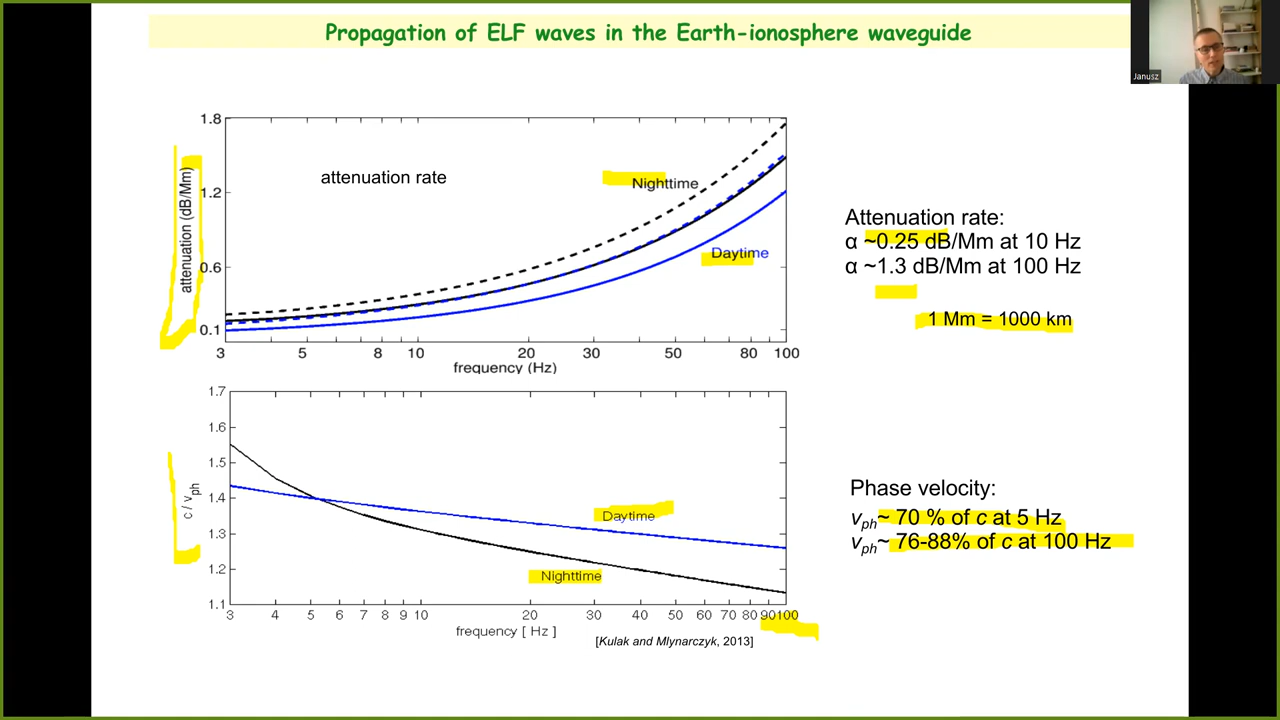 Propagation of ELF waves in the Earth-ionosphere waveguide
Janusz
attenuation (dB/Mm)
1.8
1.2
0.6
0.1
attenuation rate
Nighttime
Daytime
3 5 8 10 20 30 50 80 100
frequency (Hz)
Attenuation rate:
α ~0.25 dB/Mm at 10 Hz
α ~1.3 dB/Mm at 100 Hz
1 Mm = 1000 km
c / vph
1.7
1.6
1.5
1.4
1.3
1.2
1.1
Daytime
Nighttime
3 4 5 6 7 8 9 10 20 30 40 50 60 70 80 90 100
frequency [ Hz ]
[Kulak and Mlynarczyk, 2013]
Phase velocity:
vph~ 70 % of c at 5 Hz
vph~ 76-88% of c at 100 Hz